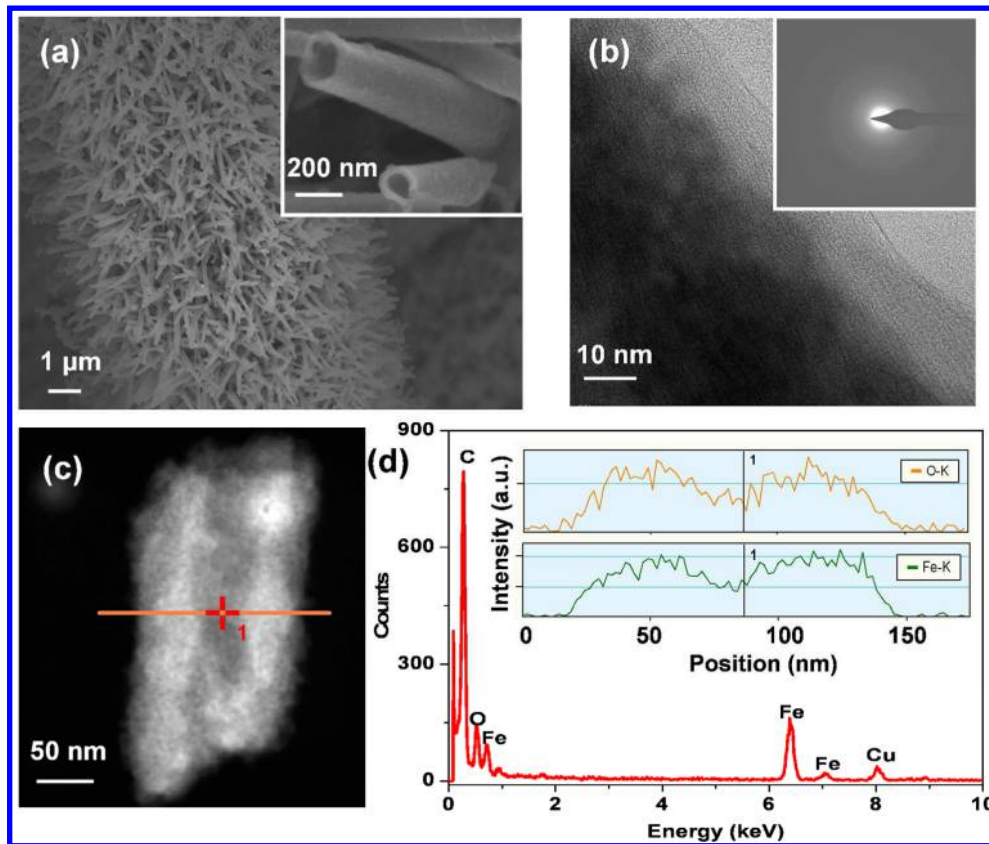 (a)
200 nm
1 µm
(b)
10 nm
(c)
1
50 nm
(d)
900
600
300
0
Counts
C
O
Fe
Fe
Fe
Cu
0 2 4 6 8 10
Energy (keV)
Intensity (a.u.)
1
O-K
1
Fe-K
0 50 100 150
Position (nm)